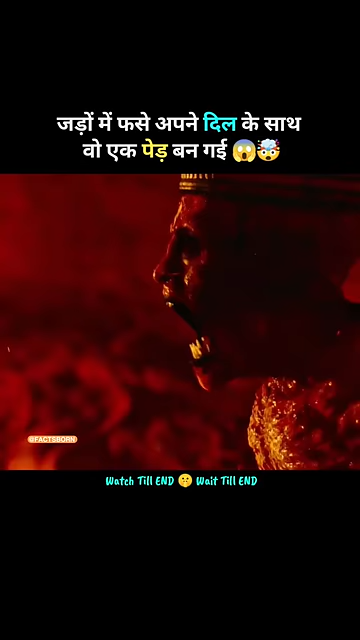 जड़ों में फसे अपने दिल के साथ
वो एक पेड़ बन गई 😱🤯
@FACTSBORN
Watch Till END 🤫 Wait Till END